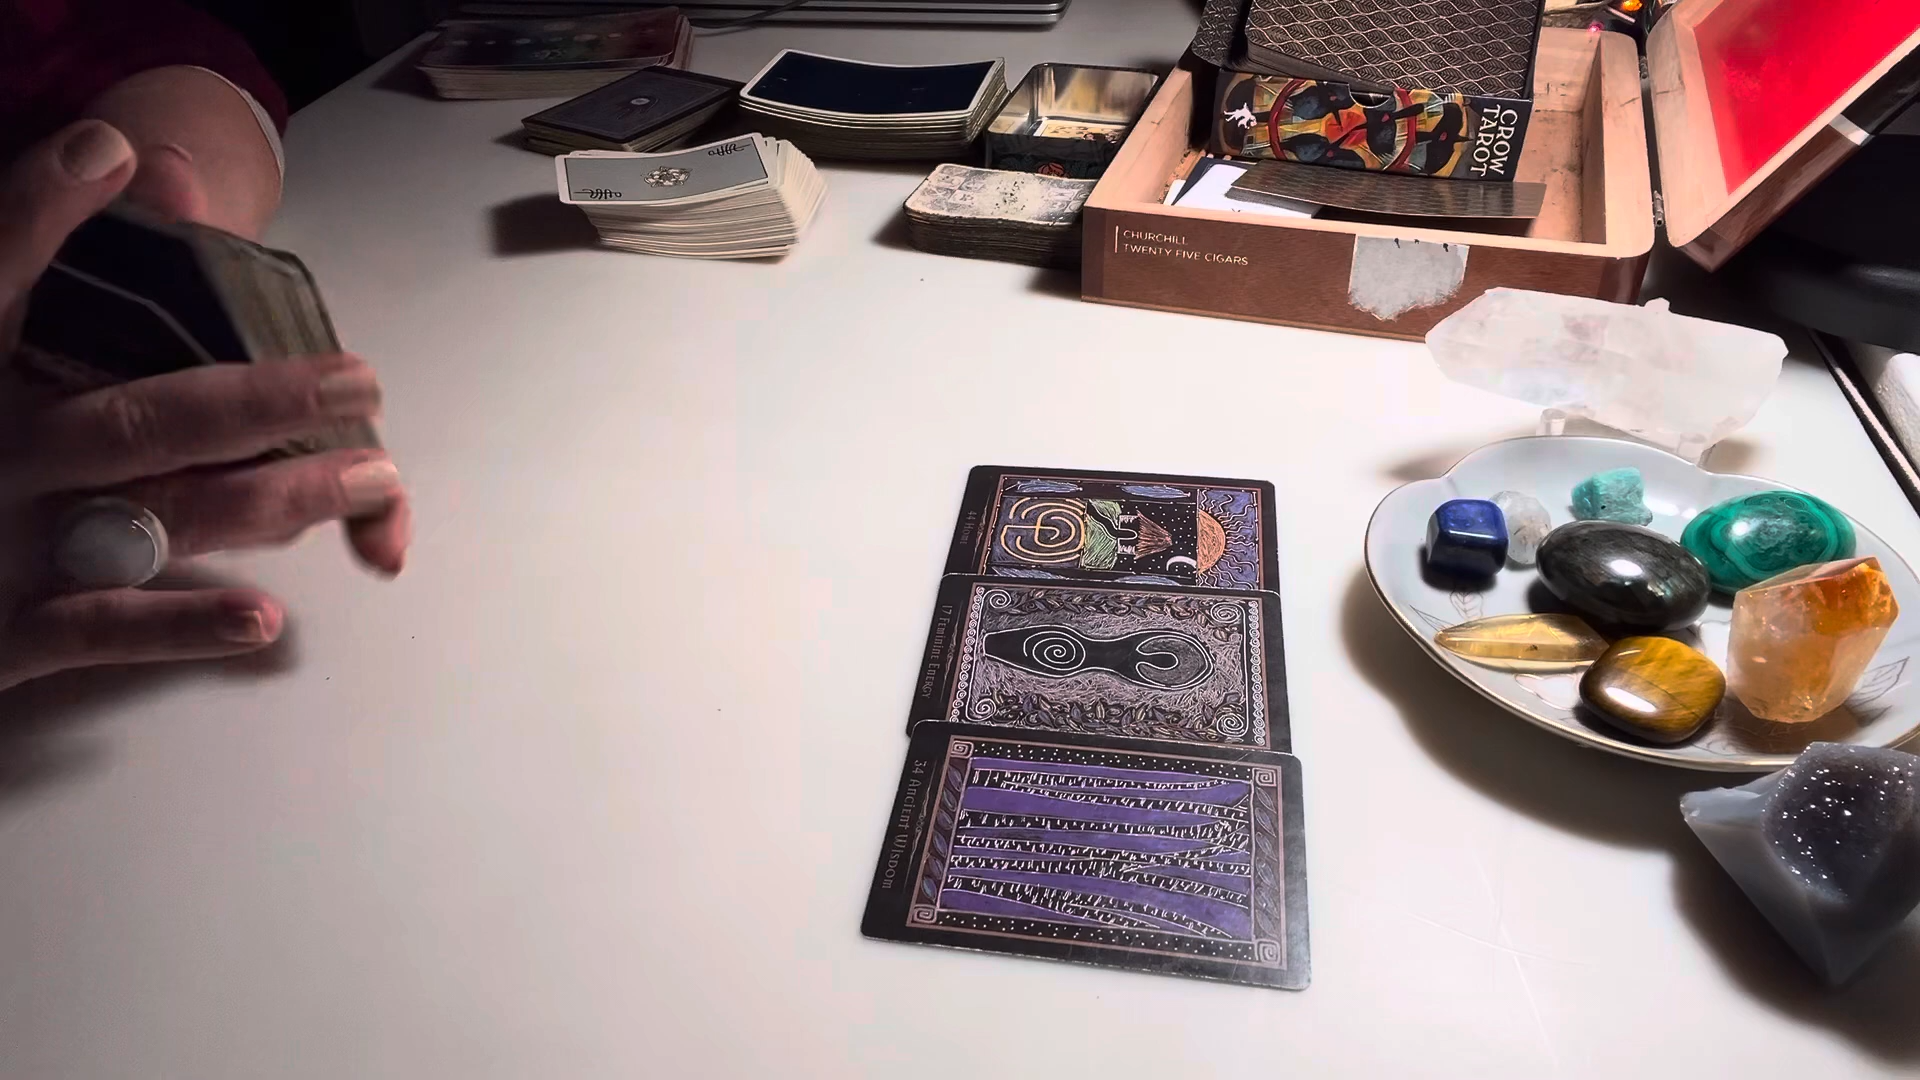 CROW
TAROT
CHURCHILL
TWENTY FIVE CIGARS
44 HOME
17 FEMININE ENERGY
34 ANCIENT WISDOM